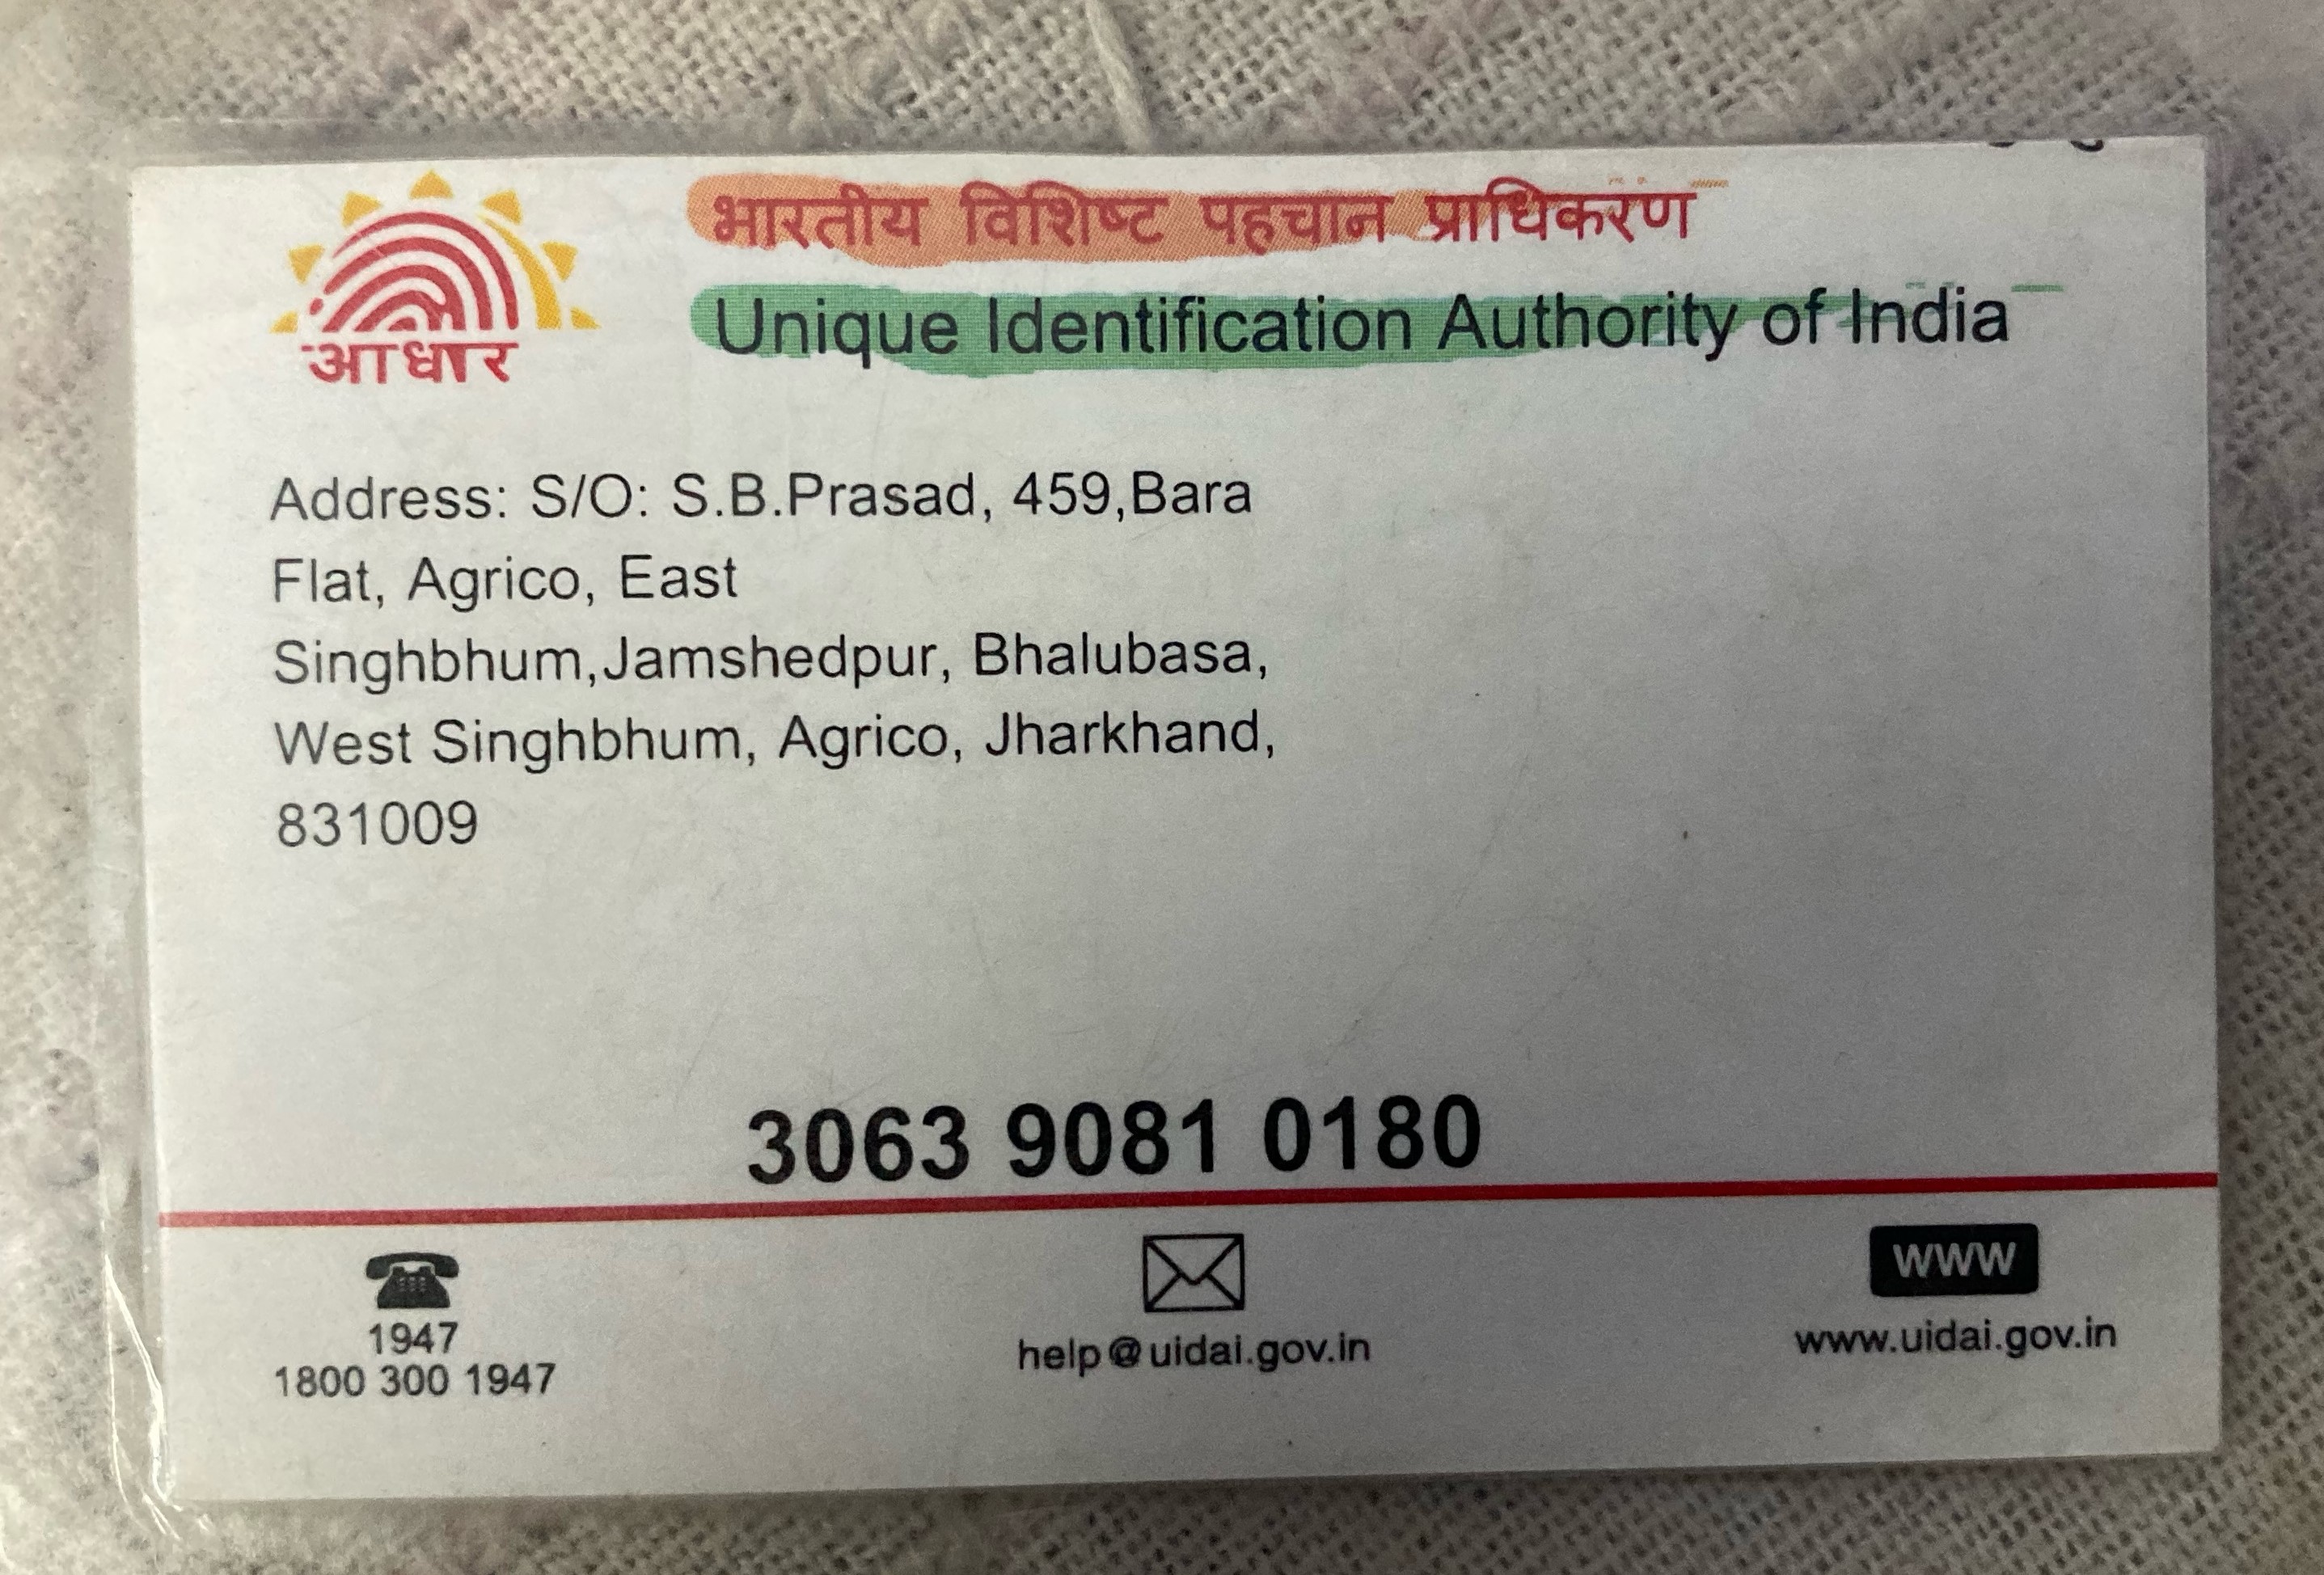 भारतीय विशिष्ट पहचान प्राधिकरण
Unique Identification Authority of India
आधार
Address: S/O: S.B.Prasad, 459,Bara
Flat, Agrico, East
Singhbhum,Jamshedpur, Bhalubasa,
West Singhbhum, Agrico, Jharkhand,
831009
3063 9081 0180
WWW
1947
1800 300 1947
help@uidai.gov.in
www.uidai.gov.in